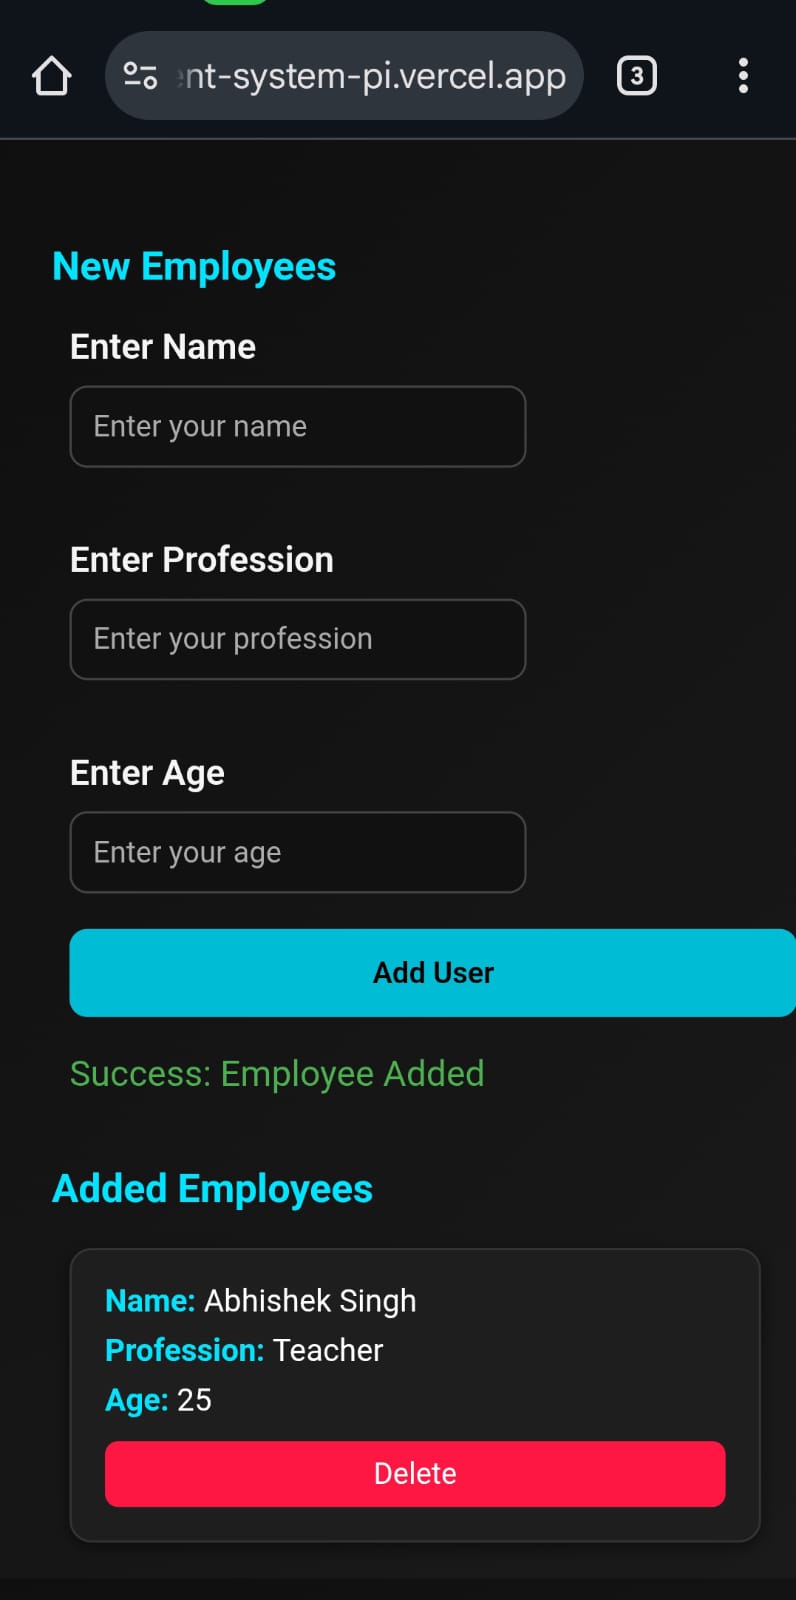 nt-system-pi.vercel.app
3
New Employees
Enter Name
Enter your name
Enter Profession
Enter your profession
Enter Age
Enter your age
Add User
Success: Employee Added
Added Employees
Name: Abhishek Singh
Profession: Teacher
Age: 25
Delete